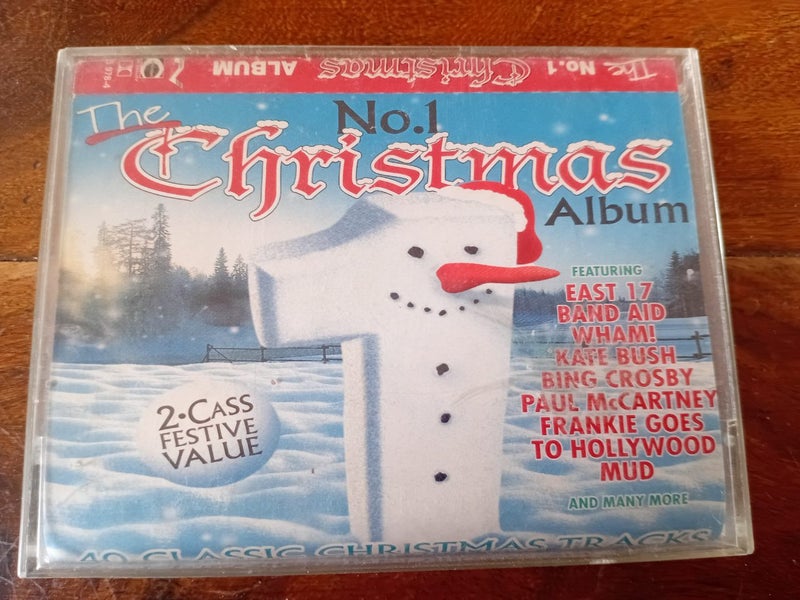 The No.1 Christmas ALBUM
The No.1
Christmas
Album
FEATURING
EAST 17
BAND AID
WHAM!
KATE BUSH
BING CROSBY
PAUL McCARTNEY
FRANKIE GOES
TO HOLLYWOOD
MUD
AND MANY MORE
2•CASS
FESTIVE
VALUE
40 CLASSIC CHRISTMAS TRACKS